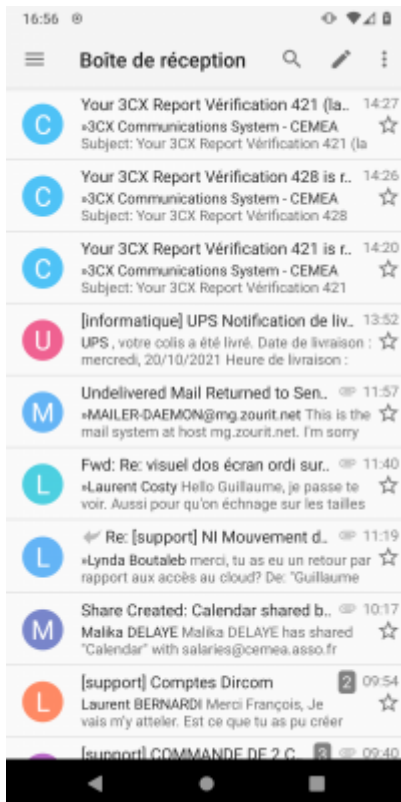 16:56
Boîte de réception
C
Your 3CX Report Vérification 421 (la.. 14:27
»3CX Communications System - CEMEA
Subject: Your 3CX Report Vérification 421 (la
C
Your 3CX Report Vérification 428 is r.. 14:26
»3CX Communications System - CEMEA
Subject: Your 3CX Report Vérification 428
C
Your 3CX Report Vérification 421 is r.. 14:20
»3CX Communications System - CEMEA
Subject: Your 3CX Report Vérification 421
U
[informatique] UPS Notification de liv.. 13:52
UPS , votre colis a été livré. Date de livraison :
mercredi, 20/10/2021 Heure de livraison :
M
Undelivered Mail Returned to Sen.. 11:57
»MAILER-DAEMON@mg.zourit.net This is the
mail system at host mg.zourit.net. I'm sorry
L
Fwd: Re: visuel dos écran ordi sur.. 11:40
»Laurent Costy Hello Guillaume, je passe te
voir. Aussi pour qu'on échnage sur les tailles
L
Re: [support] NI Mouvement d.. 11:19
»Lynda Boutaleb merci, tu as eu un retour par
rapport aux accès au cloud? De: "Guillaume
M
Share Created: Calendar shared b.. 10:17
Malika DELAYE Malika DELAYE has shared
"Calendar" with salaries@cemea.asso.fr
L
[support] Comptes Dircom 2 09:54
Laurent BERNARDI Merci François, Je
vais m'y atteler. Est ce que tu as pu créer
[support] COMMANDE DE 2 C 3 09:40